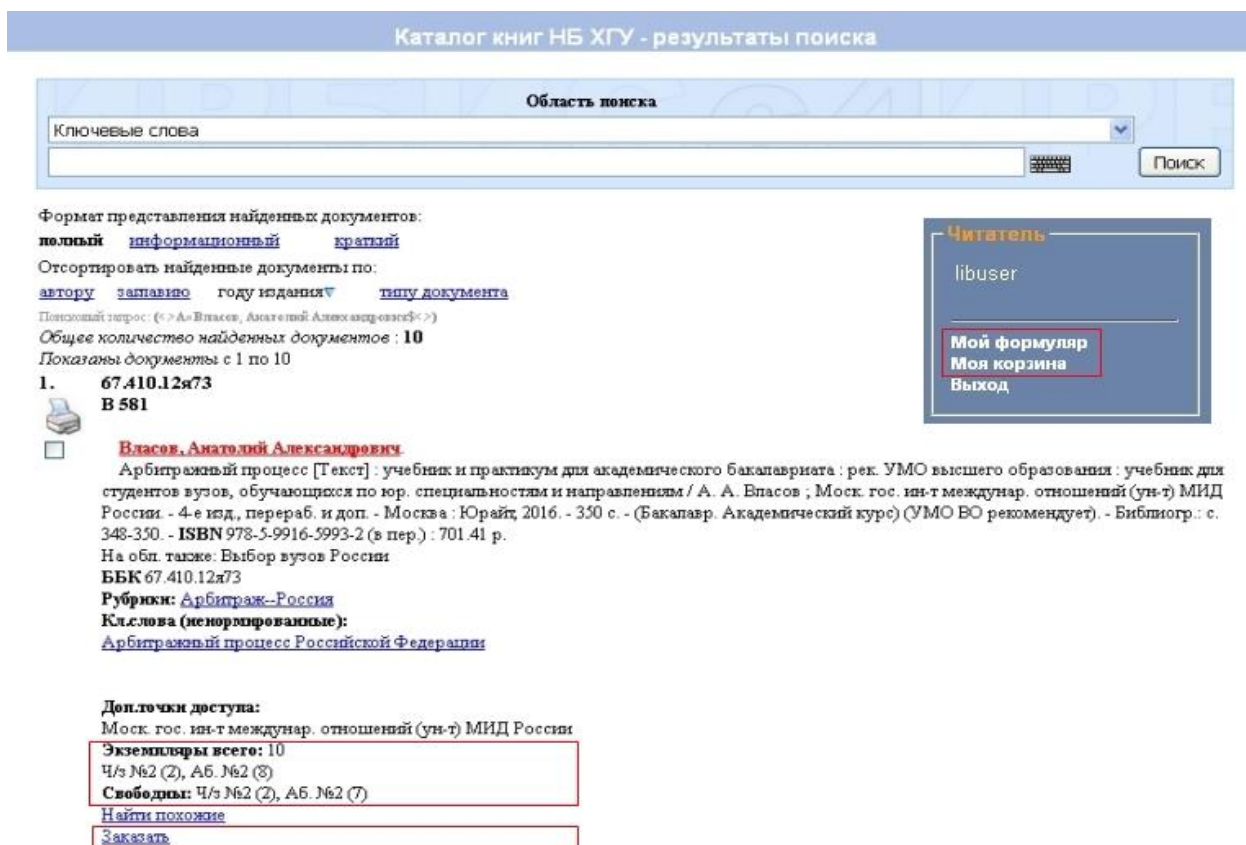 Каталог книг НБ ХГУ - результаты поиска
Область поиска
Ключевые слова
Поиск
Формат представления найденных документов:
полный информационный краткий
Отсортировать найденные документы по:
автору заглавию году издания типу документа
Поисковый запрос: (<>A=Власов, Анатолий Александрович$<>)
Общее количество найденных документов : 10
Показаны документы с 1 по 10
Читатель
libuser
Мой формуляр
Моя корзина
Выход
1. 67.410.12я73
В 581
Власов, Анатолий Александрович.
Арбитражный процесс [Текст] : учебник и практикум для академического бакалавриата : рек. УМО высшего образования : учебник для
студентов вузов, обучающихся по юр. специальностям и направлениям / А. А. Власов ; Моск. гос. ин-т междунар. отношений (ун-т) МИД
России. - 4-е изд., перераб. и доп. - Москва : Юрайт, 2016. - 350 с. - (Бакалавр. Академический курс) (УМО ВО рекомендует). - Библиогр.: с.
348-350. - ISBN 978-5-9916-5993-2 (в пер.) : 701.41 р.
На обл. также: Выбор вузов России
ББК 67.410.12я73
Рубрики: Арбитраж--Россия
Кл.слова (ненормированные):
Арбитражный процесс Российской Федерации
Доп.точки доступа:
Моск. гос. ин-т междунар. отношений (ун-т) МИД России
Экземпляры всего: 10
Ч/з №2 (2), Аб. №2 (8)
Свободны: Ч/з №2 (2), Аб. №2 (7)
Найти похожие
Заказать